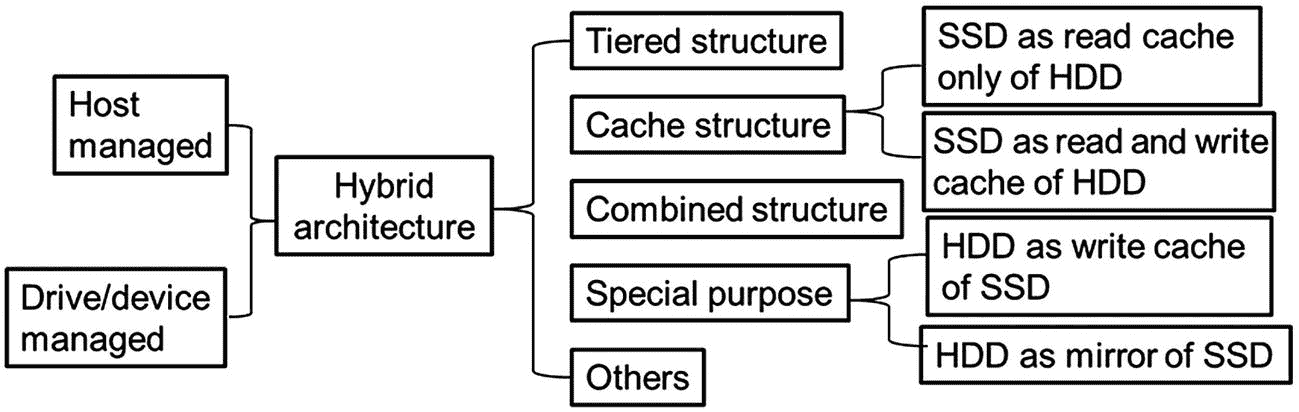 Host
managed
Drive/device
managed
Hybrid
architecture
Tiered structure
Cache structure
Combined structure
Special purpose
Others
SSD as read cache
only of HDD
SSD as read and write
cache of HDD
HDD as write cache
of SSD
HDD as mirror of SSD